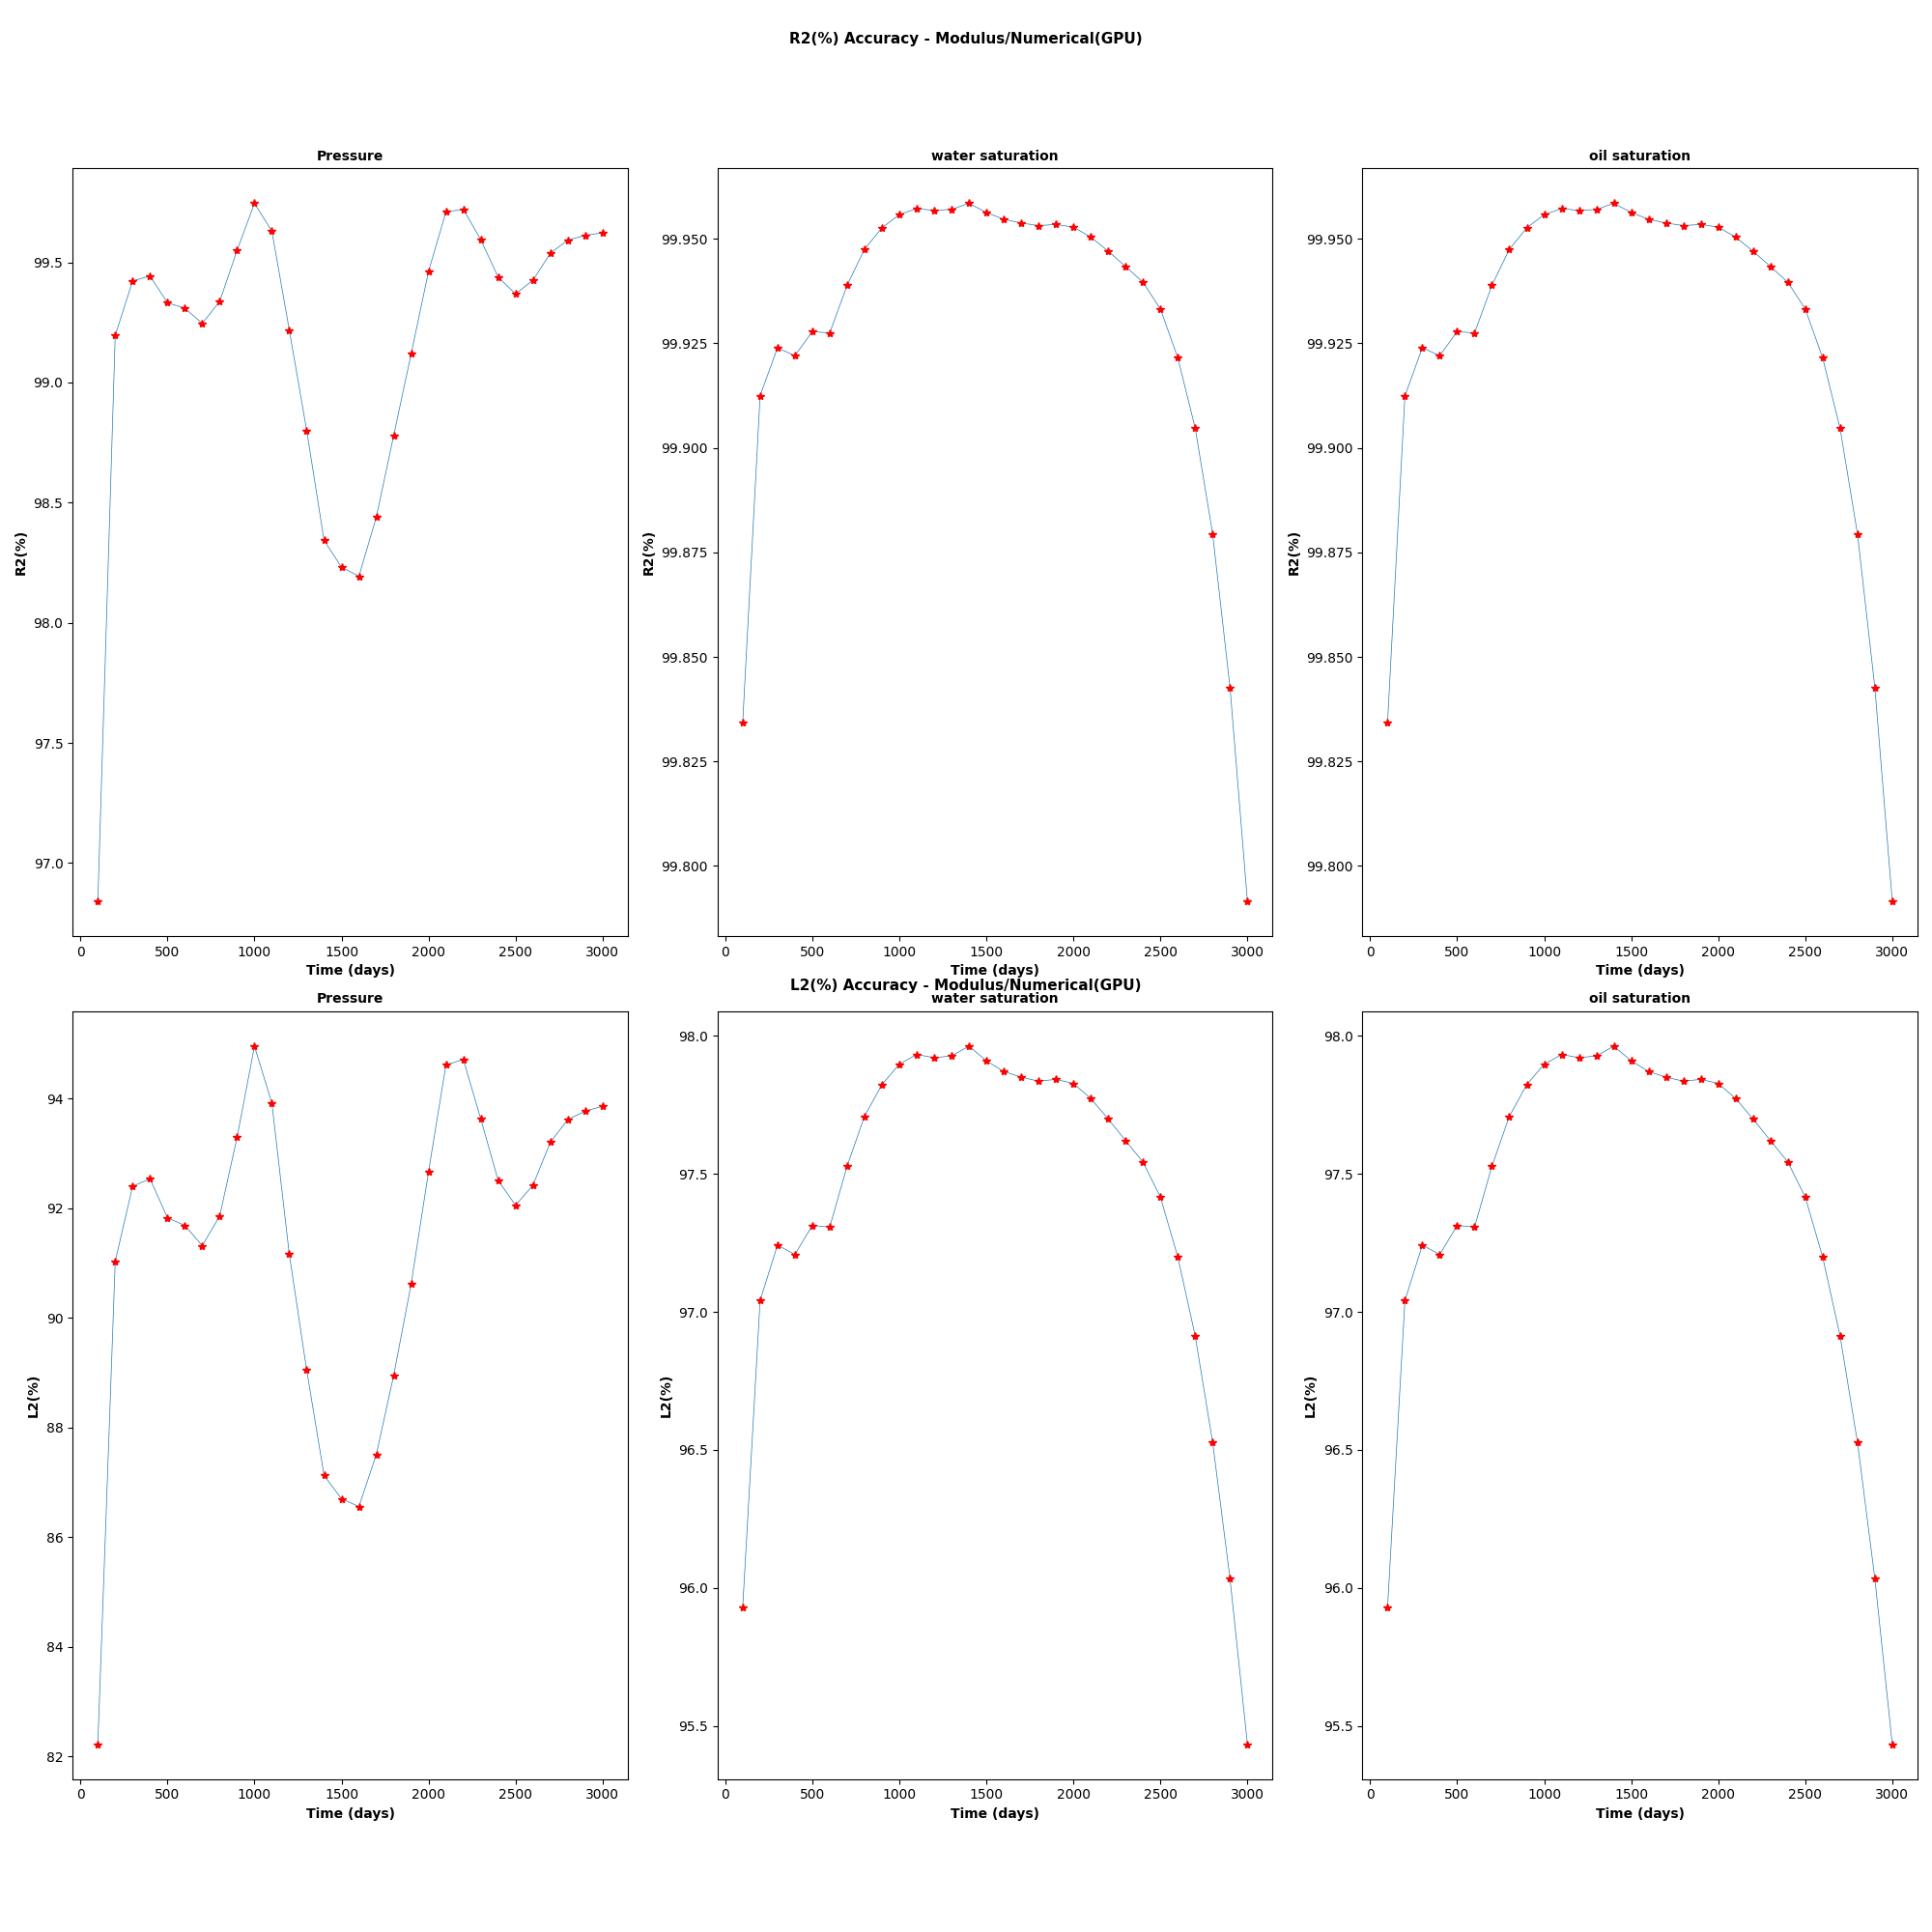 R2(%) Accuracy - Modulus/Numerical(GPU)
Pressure
R2(%)
99.5
99.0
98.5
98.0
97.5
97.0
0 500 1000 1500 2000 2500 3000
Time (days)
water saturation
R2(%)
99.950
99.925
99.900
99.875
99.850
99.825
99.800
0 500 1000 1500 2000 2500 3000
Time (days)
oil saturation
R2(%)
99.950
99.925
99.900
99.875
99.850
99.825
99.800
0 500 1000 1500 2000 2500 3000
Time (days)
L2(%) Accuracy - Modulus/Numerical(GPU)
Pressure
L2(%)
94
92
90
88
86
84
82
0 500 1000 1500 2000 2500 3000
Time (days)
water saturation
L2(%)
98.0
97.5
97.0
96.5
96.0
95.5
0 500 1000 1500 2000 2500 3000
Time (days)
oil saturation
L2(%)
98.0
97.5
97.0
96.5
96.0
95.5
0 500 1000 1500 2000 2500 3000
Time (days)